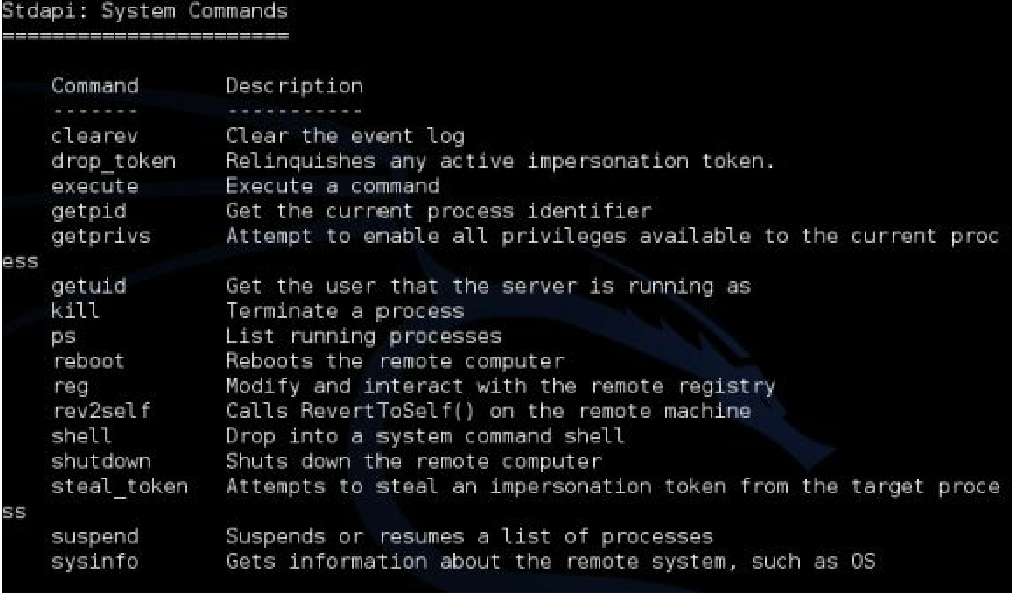 Stdapi: System Commands
=======================
Command Description
------- -----------
clearev Clear the event log
drop_token Relinquishes any active impersonation token.
execute Execute a command
getpid Get the current process identifier
getprivs Attempt to enable all privileges available to the current proc
ess
getuid Get the user that the server is running as
kill Terminate a process
ps List running processes
reboot Reboots the remote computer
reg Modify and interact with the remote registry
rev2self Calls RevertToSelf() on the remote machine
shell Drop into a system command shell
shutdown Shuts down the remote computer
steal_token Attempts to steal an impersonation token from the target proce
ss
suspend Suspends or resumes a list of processes
sysinfo Gets information about the remote system, such as OS